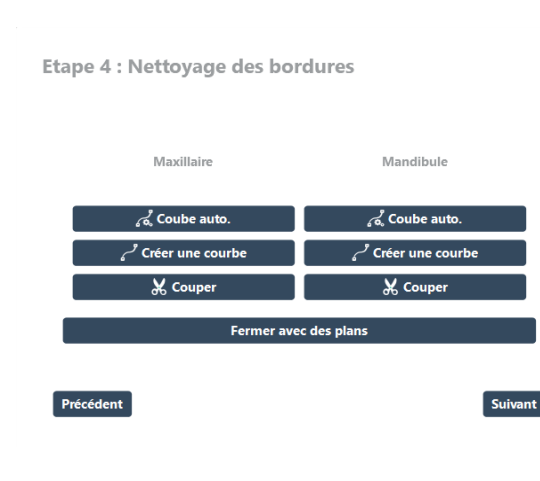 Etape 4 : Nettoyage des bordures
Maxillaire Mandibule
Coube auto. Coube auto.
Créer une courbe Créer une courbe
Couper Couper
Fermer avec des plans
Précédent Suivant